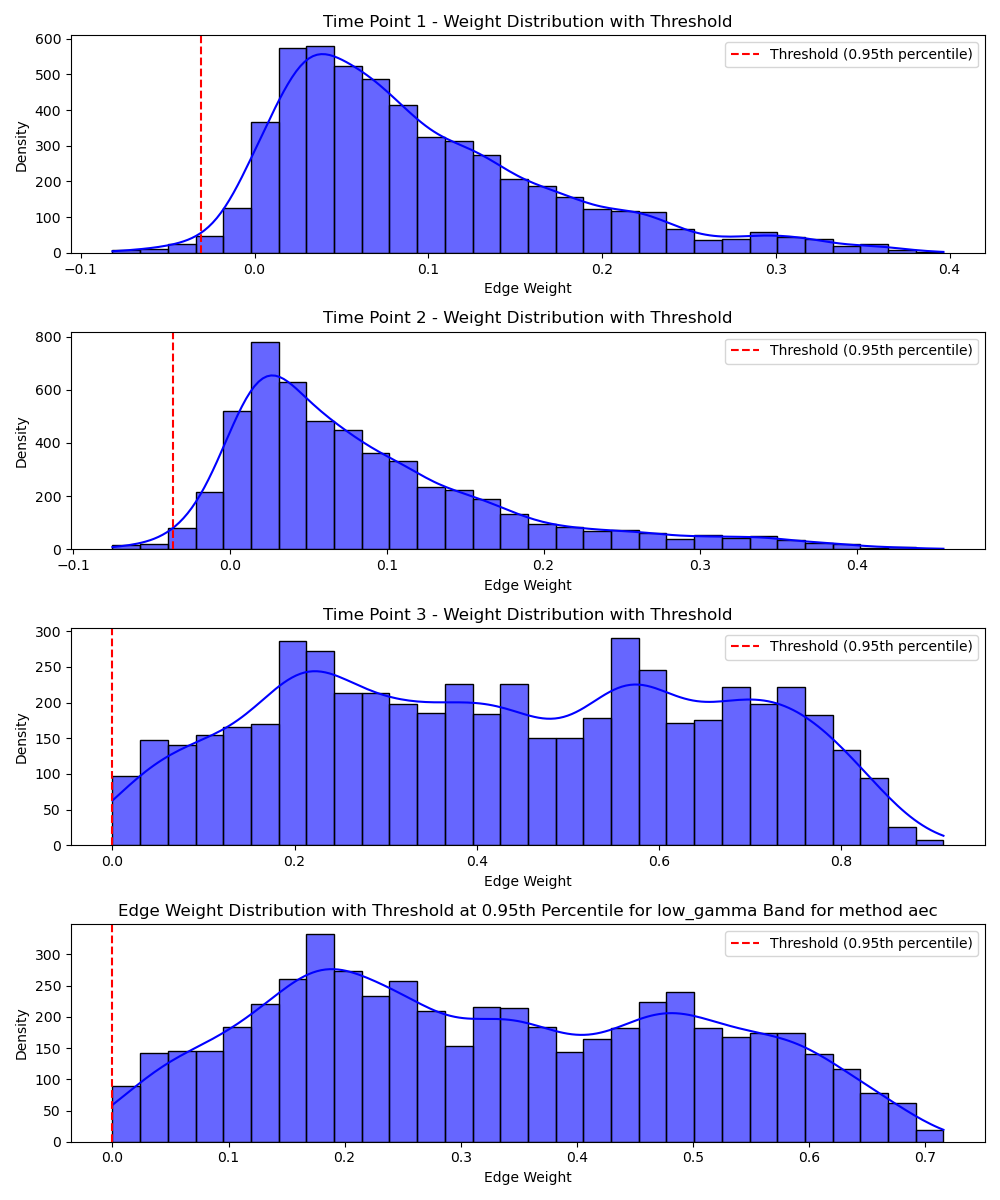 Time Point 1 - Weight Distribution with Threshold
600
500
400
300
200
100
0
Density
Threshold (0.95th percentile)
−0.1 0.0 0.1 0.2 0.3 0.4
Edge Weight
Time Point 2 - Weight Distribution with Threshold
800
600
400
200
0
Density
Threshold (0.95th percentile)
−0.1 0.0 0.1 0.2 0.3 0.4
Edge Weight
Time Point 3 - Weight Distribution with Threshold
300
250
200
150
100
50
0
Density
Threshold (0.95th percentile)
0.0 0.2 0.4 0.6 0.8
Edge Weight
Edge Weight Distribution with Threshold at 0.95th Percentile for low_gamma Band for method aec
300
250
200
150
100
50
0
Density
Threshold (0.95th percentile)
0.0 0.1 0.2 0.3 0.4 0.5 0.6 0.7
Edge Weight